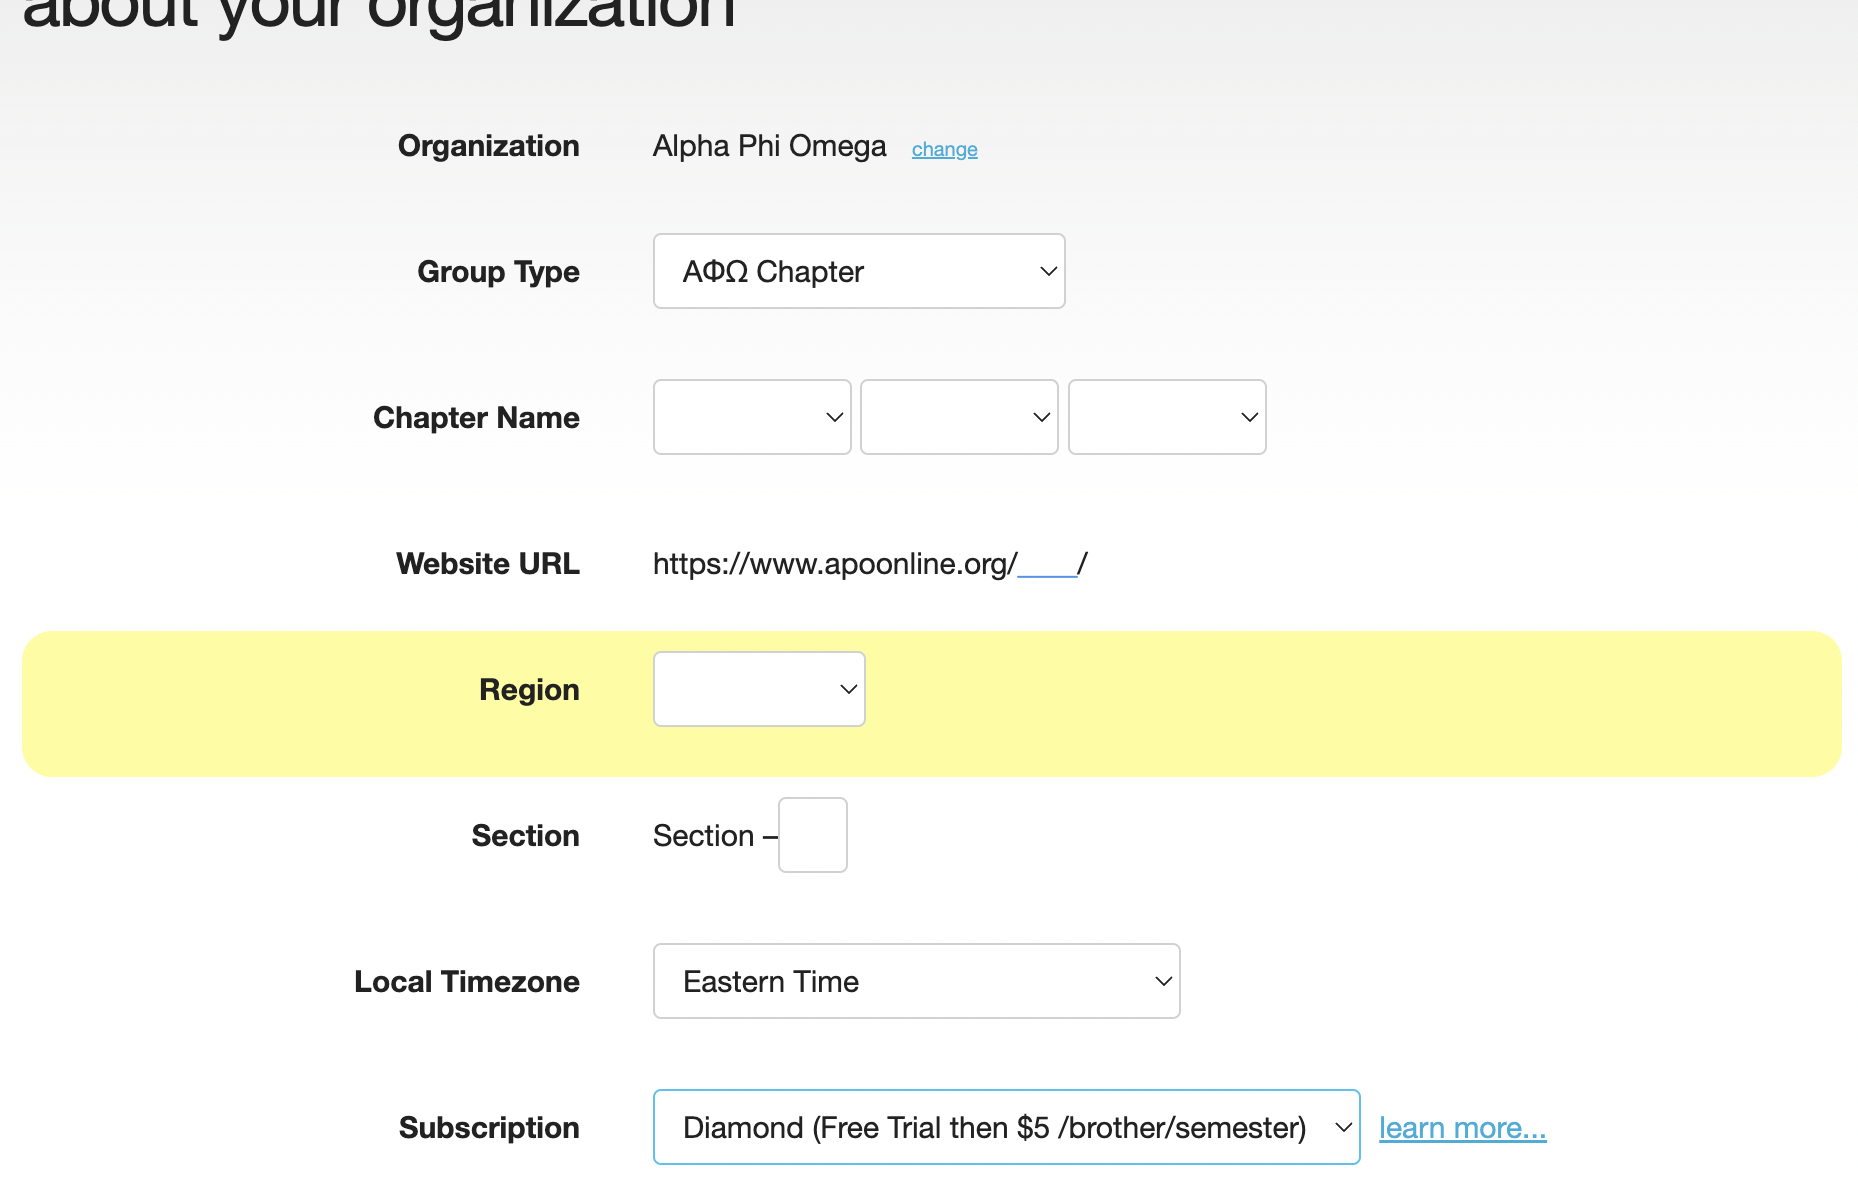 about your organization
Organization Alpha Phi Omega change
Group Type ΑΦΩ Chapter
Chapter Name
Website URL https://www.apoonline.org/____/
Region
Section Section –
Local Timezone Eastern Time
Subscription Diamond (Free Trial then $5 /brother/semester) learn more...